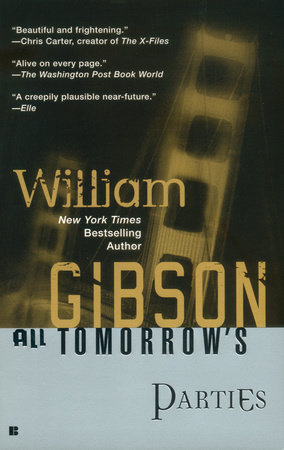 "Beautiful and frightening."
—Chris Carter, creator of The X-Files
"Alive on every page."
—The Washington Post Book World
"A creepily plausible near-future."
—Elle
William
New York Times
Bestselling
Author
GIBSON
ALL TOMORROW'S
PARTIES
B